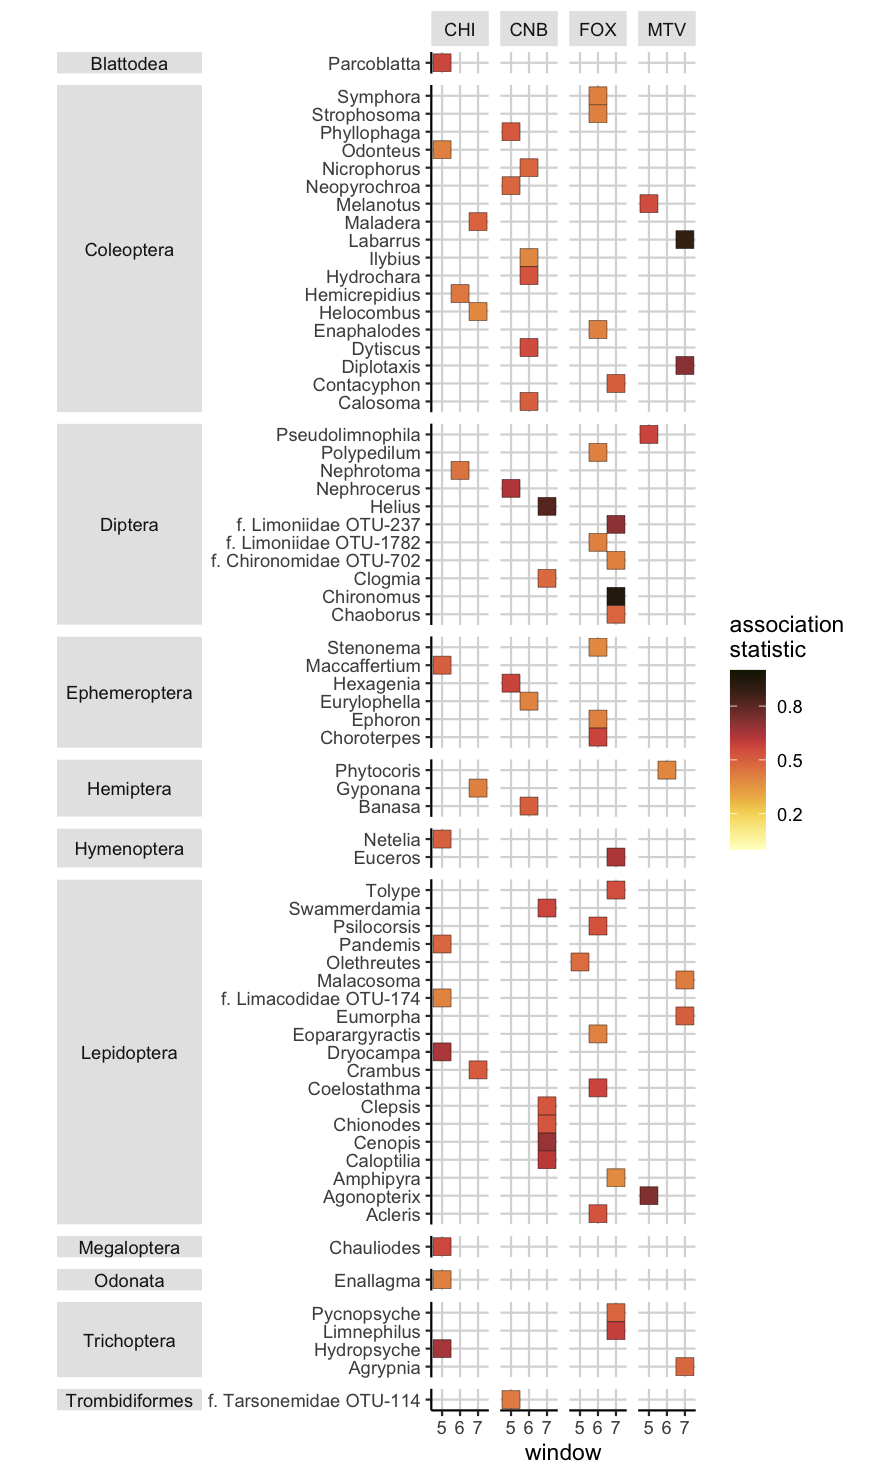 CHI CNB FOX MTV
Blattodea
Parcoblatta
Coleoptera
Symphora
Strophosoma
Phyllophaga
Odonteus
Nicrophorus
Neopyrochroa
Melanotus
Maladera
Labarrus
Ilybius
Hydrochara
Hemicrepidius
Helocombus
Enaphalodes
Dytiscus
Diplotaxis
Contacyphon
Calosoma
Diptera
Pseudolimnophila
Polypedilum
Nephrotoma
Nephrocerus
Helius
f. Limoniidae OTU-237
f. Limoniidae OTU-1782
f. Chironomidae OTU-702
Clogmia
Chironomus
Chaoborus
Ephemeroptera
Stenonema
Maccaffertium
Hexagenia
Eurylophella
Ephoron
Choroterpes
Hemiptera
Phytocoris
Gyponana
Banasa
Hymenoptera
Netelia
Euceros
Lepidoptera
Tolype
Swammerdamia
Psilocorsis
Pandemis
Olethreutes
Malacosoma
f. Limacodidae OTU-174
Eumorpha
Eoparargyractis
Dryocampa
Crambus
Coelostathma
Clepsis
Chionodes
Cenopis
Caloptilia
Amphipyra
Agonopterix
Acleris
Megaloptera
Chauliodes
Odonata
Enallagma
Trichoptera
Pycnopsyche
Limnephilus
Hydropsyche
Agrypnia
Trombidiformes
f. Tarsonemidae OTU-114
5 6 7 5 6 7 5 6 7 5 6 7
window
association
statistic
0.8
0.5
0.2